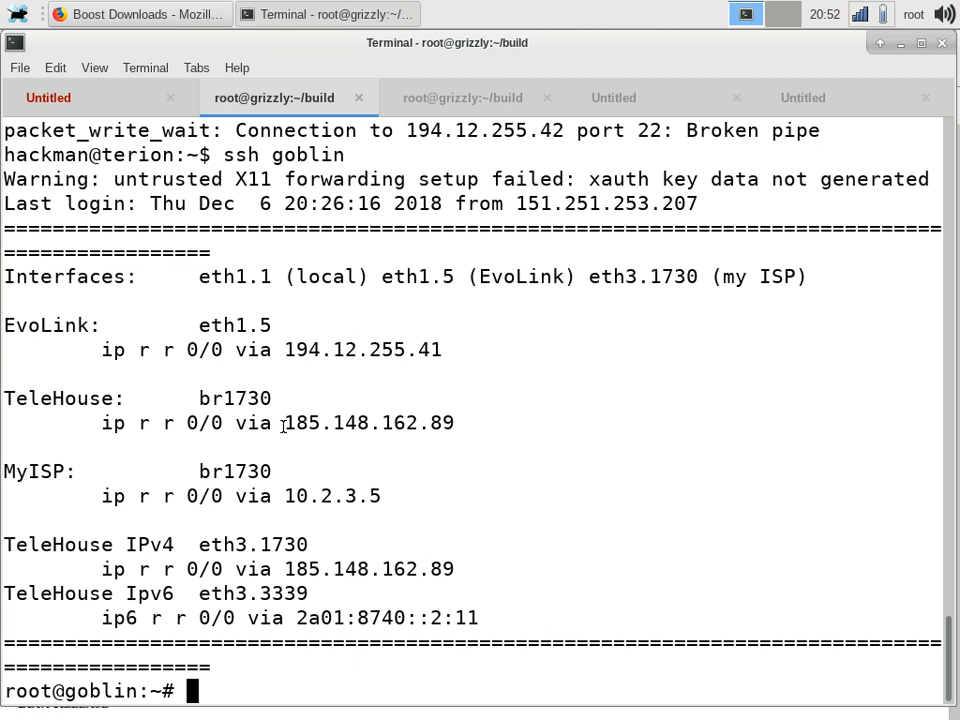 Boost Downloads - Mozill...
Terminal - root@grizzly:~/...
20:52
root
Terminal - root@grizzly:~/build
File Edit View Terminal Tabs Help
Untitled
root@grizzly:~/build
root@grizzly:~/build
Untitled
Untitled
packet_write_wait: Connection to 194.12.255.42 port 22: Broken pipe
hackman@terion:~$ ssh goblin
Warning: untrusted X11 forwarding setup failed: xauth key data not generated
Last login: Thu Dec  6 20:26:16 2018 from 151.251.253.207
=============================================================================
=================
Interfaces:     eth1.1 (local) eth1.5 (EvoLink) eth3.1730 (my ISP)
EvoLink:        eth1.5
        ip r r 0/0 via 194.12.255.41
TeleHouse:      br1730
        ip r r 0/0 via 185.148.162.89
MyISP:          br1730
        ip r r 0/0 via 10.2.3.5
TeleHouse IPv4  eth3.1730
        ip r r 0/0 via 185.148.162.89
TeleHouse Ipv6  eth3.3339
        ip6 r r 0/0 via 2a01:8740::2:11
=============================================================================
=================
root@goblin:~#